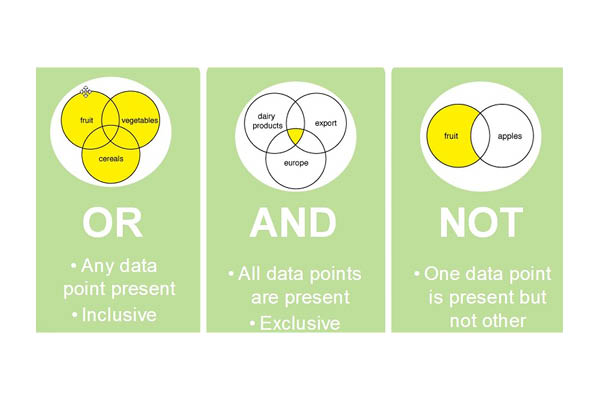 fruit
vegetables
cereals
OR
• Any data
point present
• Inclusive
dairy
products
export
europe
AND
• All data points
are present
• Exclusive
fruit
apples
NOT
• One data point
is present but
not other